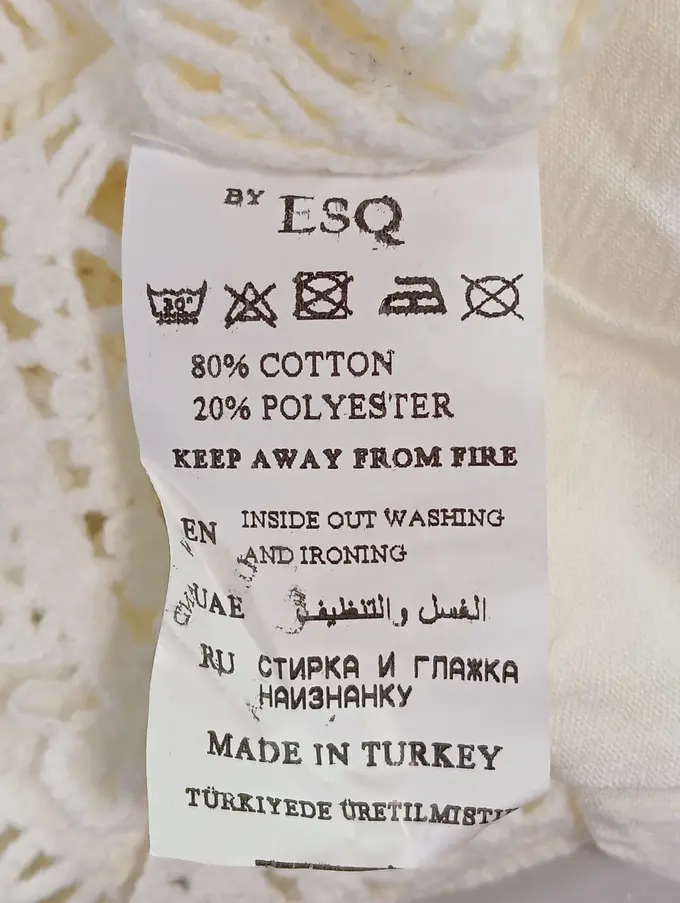 BY ESQ
30°
80% COTTON
20% POLYESTER
KEEP AWAY FROM FIRE
EN INSIDE OUT WASHING
AND IRONING
UAE الغسل والتنظيف
RU СТИРКА И ГЛАЖКА
НАИЗНАНКУ
MADE IN TURKEY
TÜRKIYEDE ÜRETILMISTIR